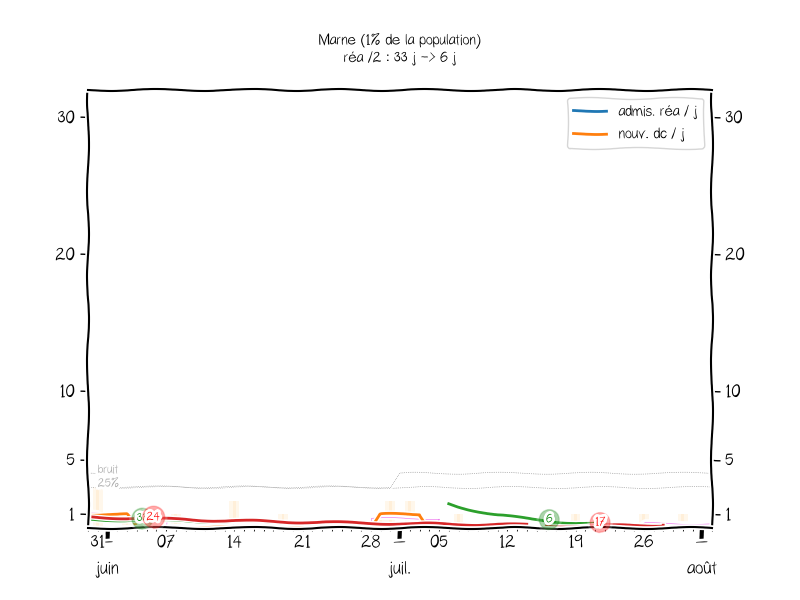 Marne (1% de la population)
réa /2 : 33 j -> 6 j
admis. réa / j
nouv. dc / j
30 30
20 20
10 10
5 5
bruit
25%
1 24 6 17 1
31 07 14 21 28 05 12 19 26
juin juil. août